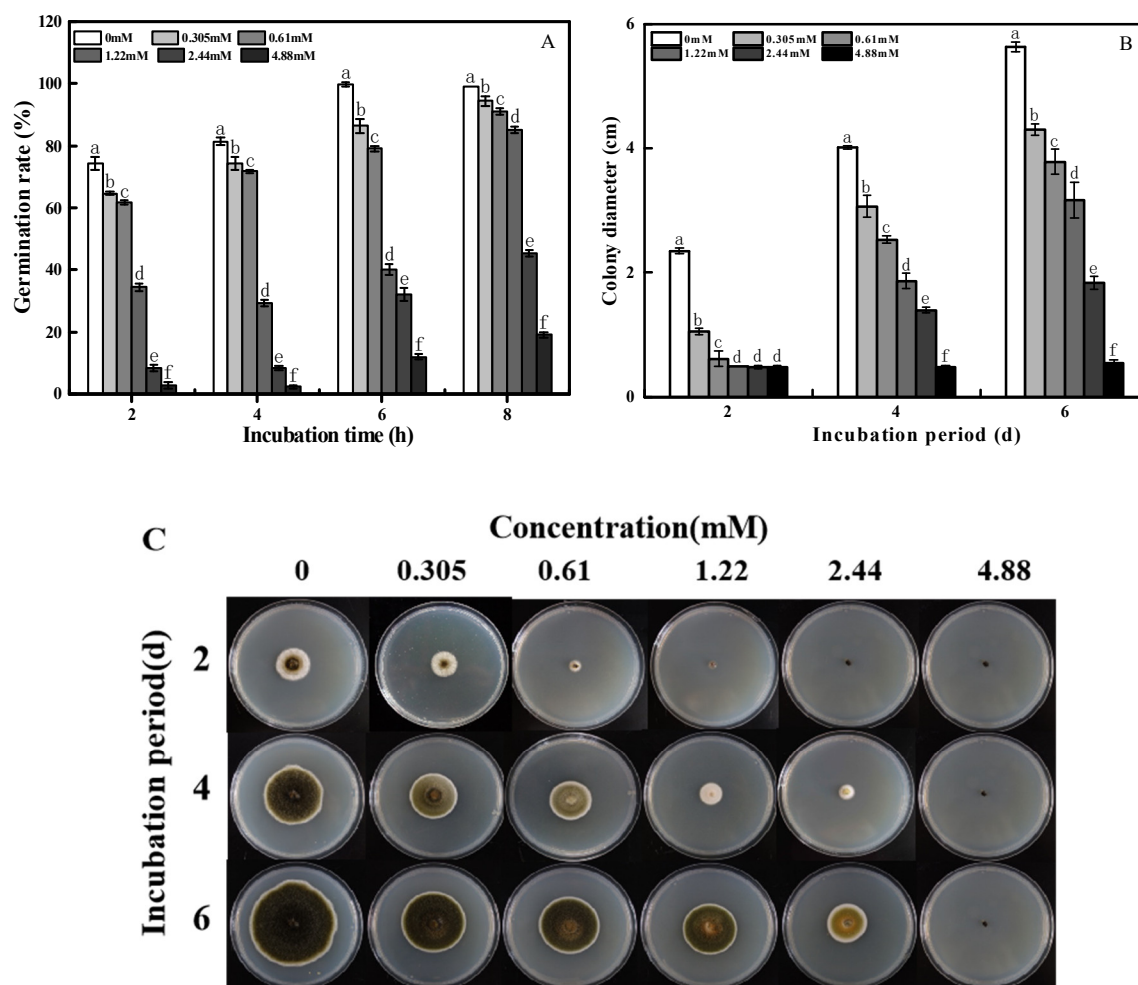 A
0mM 0.305mM 0.61mM
1.22mM 2.44mM 4.88mM
Germination rate (%)
120
100
80
60
40
20
0
a b c d e f
a b c d e f
a b c d e f
a b c d e f
2 4 6 8
Incubation time (h)
B
0mM 0.305mM 0.61mM
1.22mM 2.44mM 4.88mM
Colony diameter (cm)
6
4
2
0
a b c d d d
a b c d e f
a b c d e f
2 4 6
Incubation period (d)
C
Concentration(mM)
0 0.305 0.61 1.22 2.44 4.88
Incubation period(d)
2
4
6